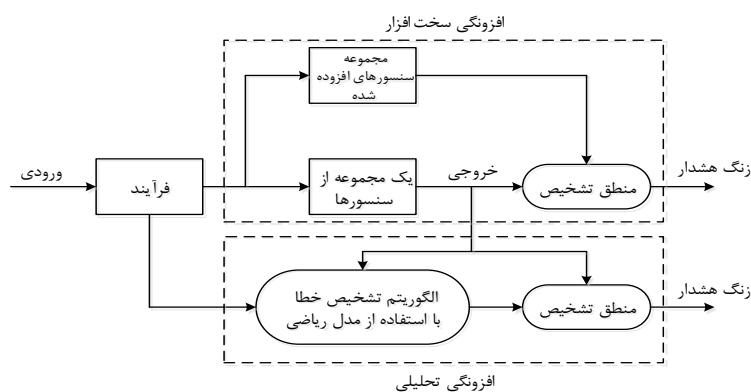 افزونگی سخت افزار
مجموعه
سنسورهای افزوده
شده
ورودی
فرآیند
یک مجموعه از
سنسورها
خروجی
منطق تشخیص
زنگ هشدار
الگوریتم تشخیص خطا
با استفاده از مدل ریاضی
منطق تشخیص
زنگ هشدار
افزونگی تحلیلی